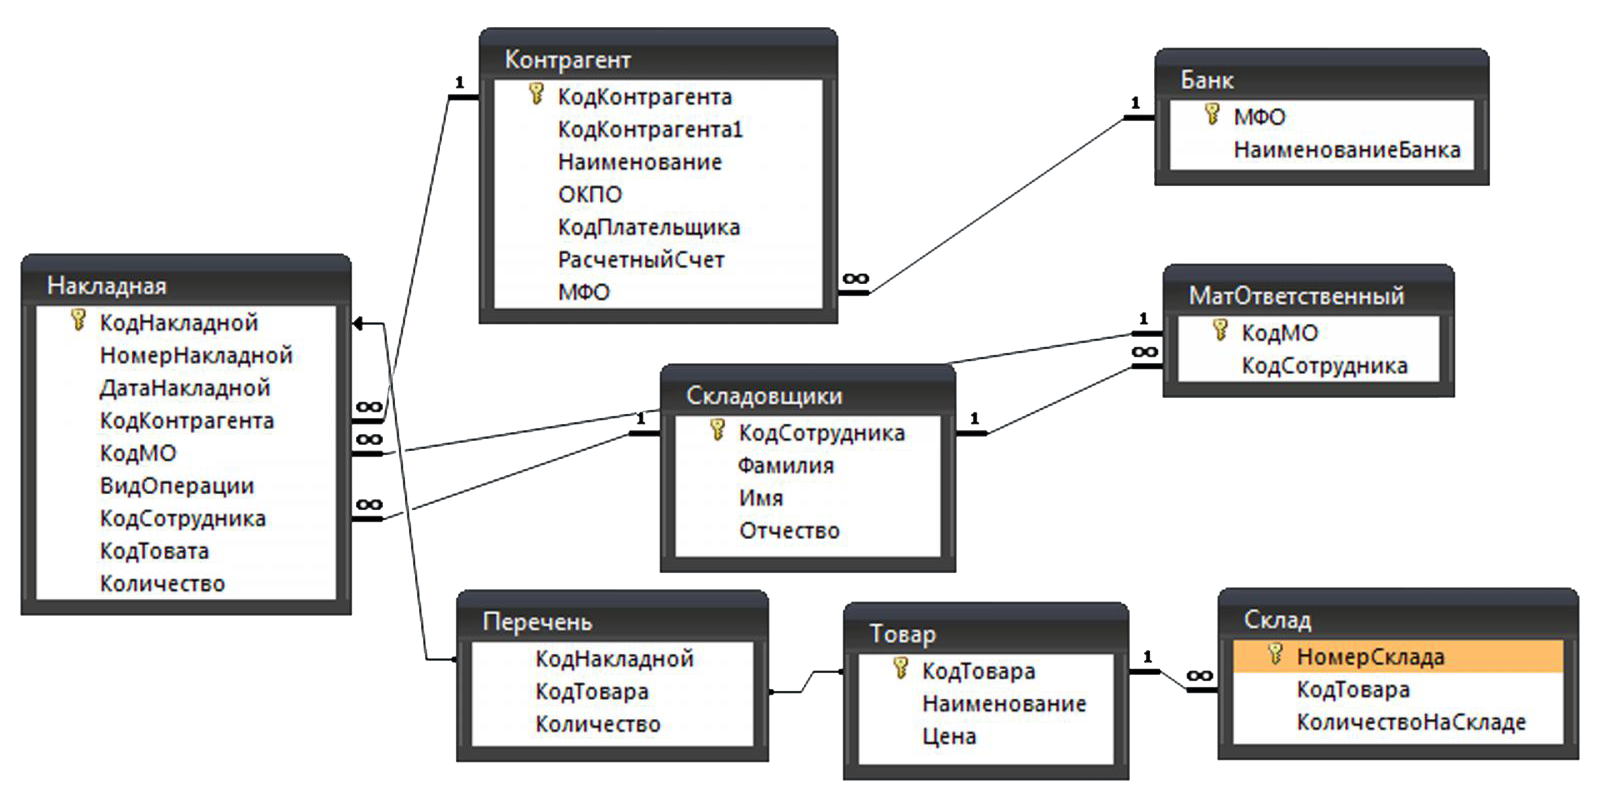 Контрагент
КодКонтрагента
КодКонтрагента1
Наименование
ОКПО
КодПлательщика
РасчетныйСчет
МФО
1
∞
Банк
МФО
НаименованиеБанка
1
Накладная
КодНакладной
НомерНакладной
ДатаНакладной
КодКонтрагента
КодМО
ВидОперации
КодСотрудника
КодТовата
Количество
∞
∞
∞
МатОтветственный
КодМО
КодСотрудника
1
∞
Складовщики
КодСотрудника
Фамилия
Имя
Отчество
1
1
Перечень
КодНакладной
КодТовара
Количество
Товар
КодТовара
Наименование
Цена
1
∞
Склад
НомерСклада
КодТовара
КоличествоНаСкладе